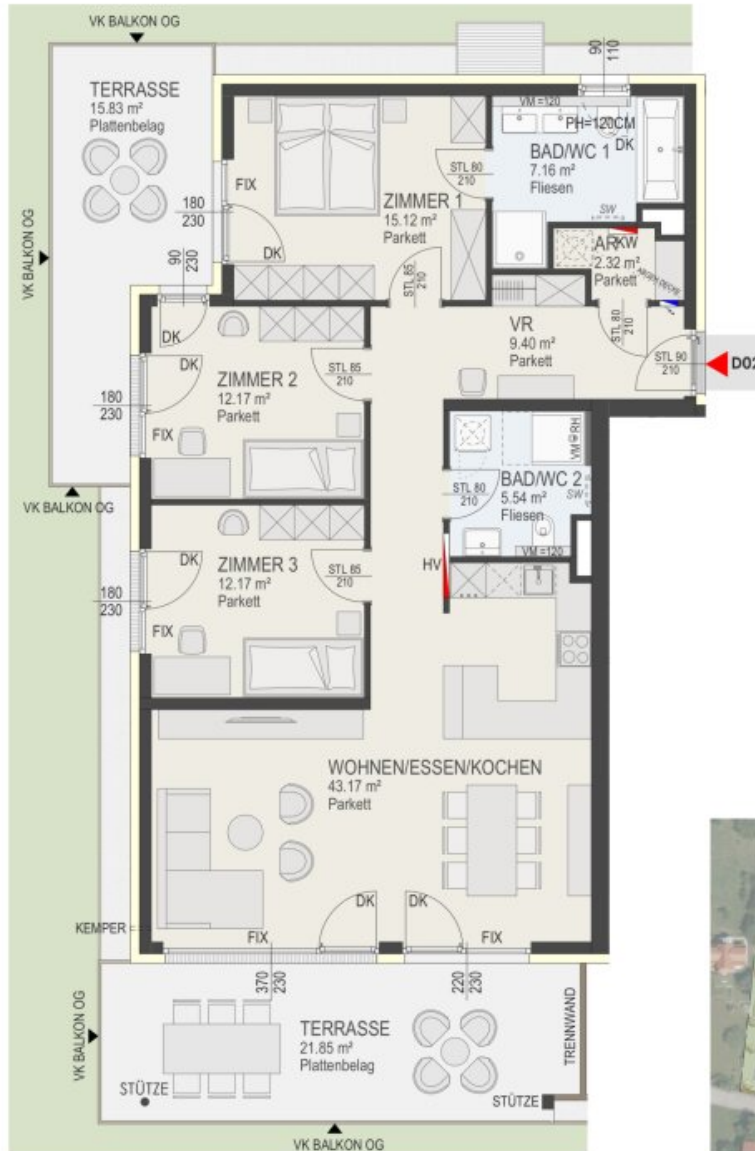 VK BALKON OG
90
110
TERRASSE
15.83 m²
Plattenbelag
VM =120
PH=120CM
DK
BAD/WC 1
7.16 m²
Fliesen
SW
STL 80
210
FIX
180
230
ZIMMER 1
15.12 m²
Parkett
DK
STL 85
210
KW
AR
2.32 m²
Parkett
ABGEH. DECKE
VK BALKON OG
90
230
DK
VR
9.40 m²
Parkett
STL 80
210
STL 90
210
D02
DK
180
230
FIX
ZIMMER 2
12.17 m²
Parkett
STL 85
210
VM@RH
BAD/WC 2
5.54 m²
Fliesen
SW
STL 80
210
VM =120
VK BALKON OG
DK
180
230
FIX
ZIMMER 3
12.17 m²
Parkett
STL 85
210
HV
WOHNEN/ESSEN/KOCHEN
43.17 m²
Parkett
DK
DK
KEMPER
FIX
FIX
370
230
220
230
VK BALKON OG
TERRASSE
21.85 m²
Plattenbelag
TRENNWAND
STÜTZE
STÜTZE
VK BALKON OG